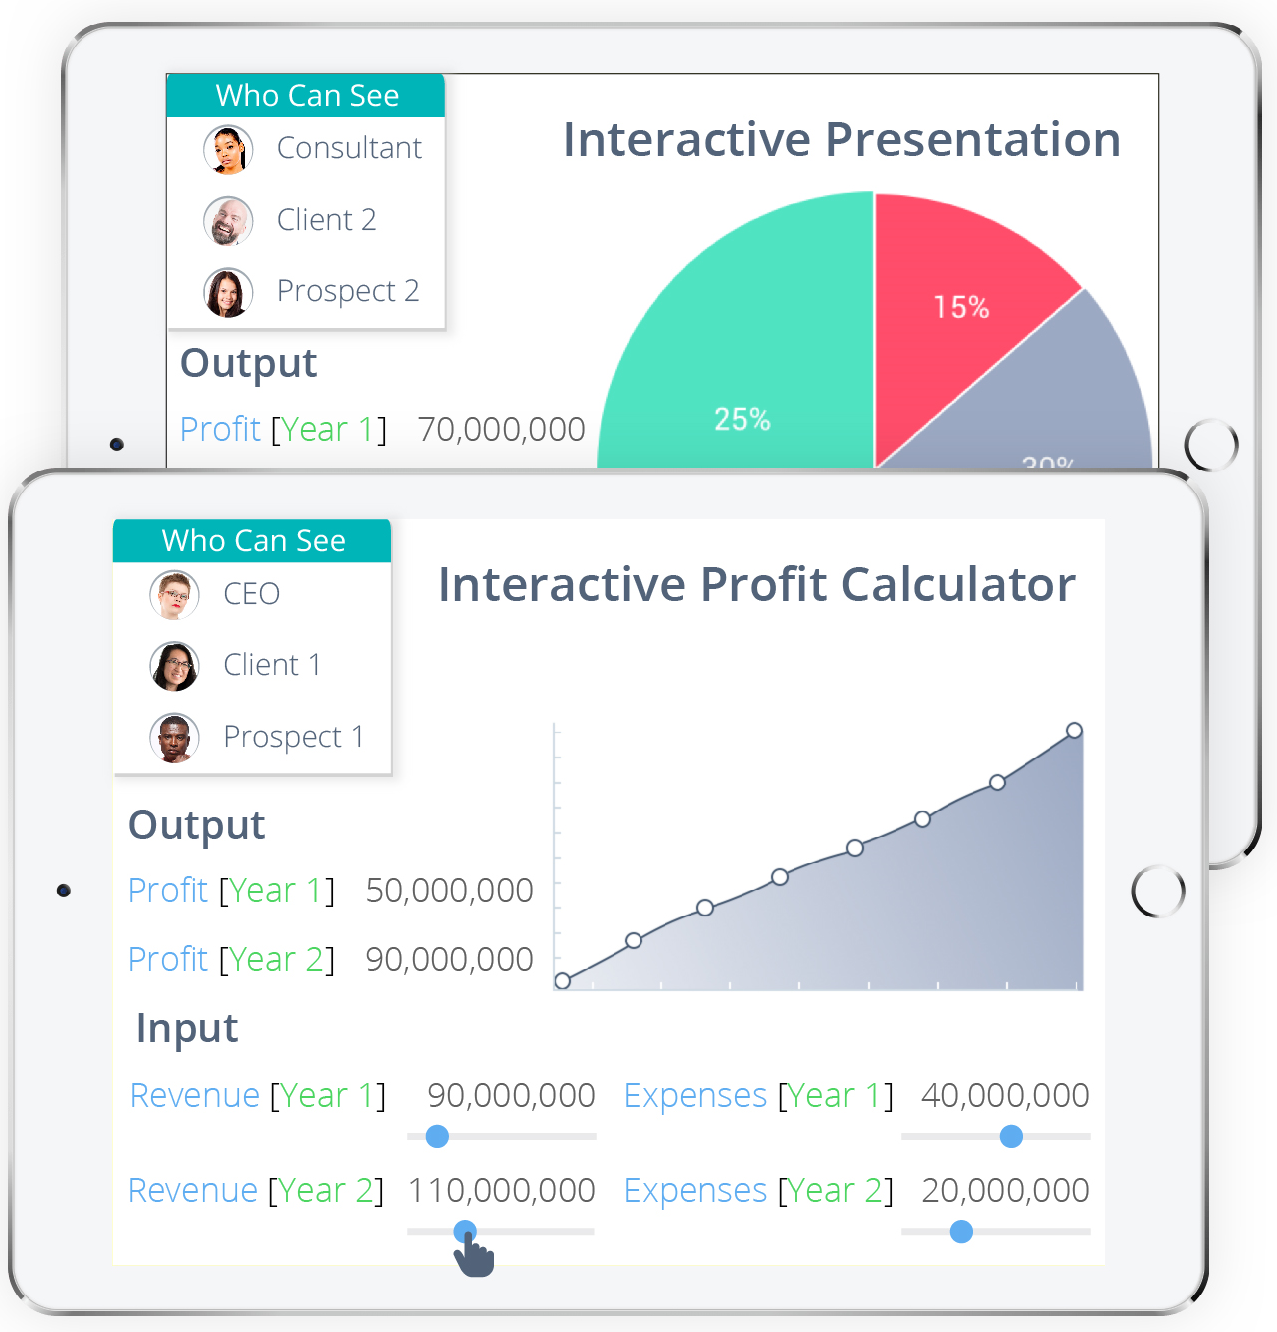 Who Can See
Consultant
Client 2
Prospect 2
Interactive Presentation
15%
25%
30%
Output
Profit [Year 1] 70,000,000
Who Can See
CEO
Client 1
Prospect 1
Interactive Profit Calculator
Output
Profit [Year 1] 50,000,000
Profit [Year 2] 90,000,000
Input
Revenue [Year 1] 90,000,000 Expenses [Year 1] 40,000,000
Revenue [Year 2] 110,000,000 Expenses [Year 2] 20,000,000